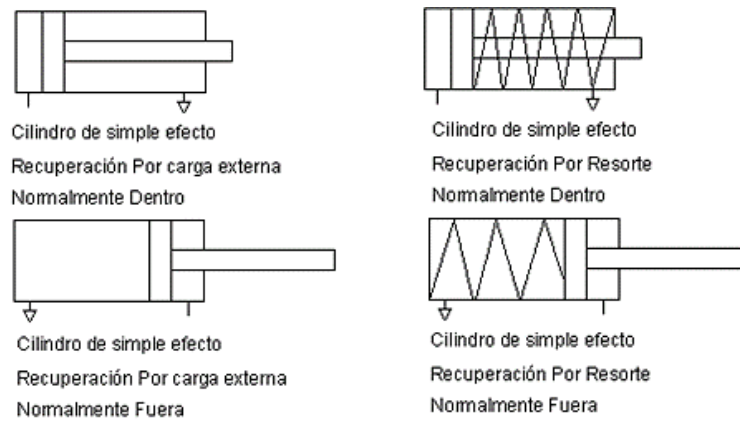 Cilindro de simple efecto
Recuperación Por carga externa
Normalmente Dentro
Cilindro de simple efecto
Recuperación Por Resorte
Normalmente Dentro
Cilindro de simple efecto
Recuperación Por carga externa
Normalmente Fuera
Cilindro de simple efecto
Recuperación Por Resorte
Normalmente Fuera